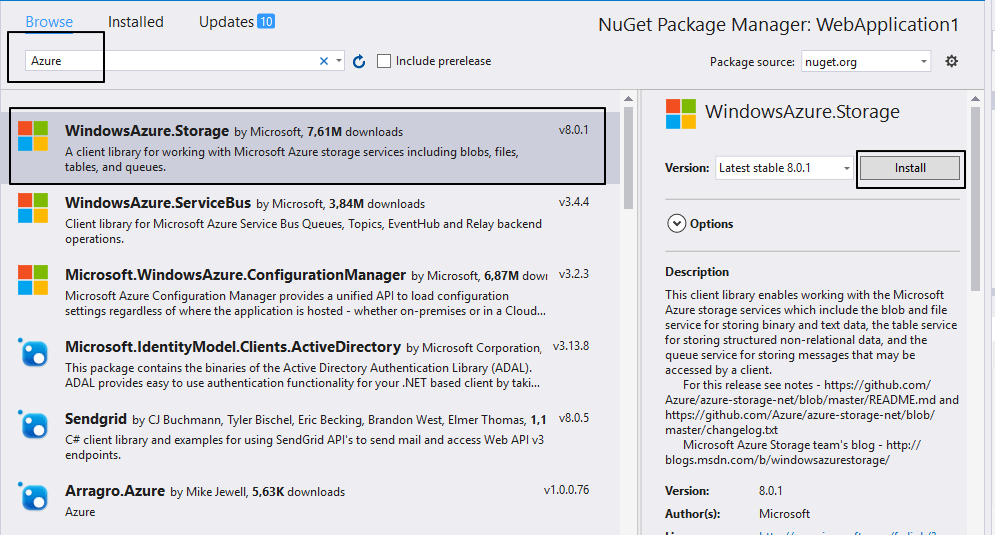 Browse Installed Updates 10
NuGet Package Manager: WebApplication1
Azure
Include prerelease
Package source: nuget.org
WindowsAzure.Storage by Microsoft, 7,61M downloads v8.0.1
A client library for working with Microsoft Azure storage services including blobs, files,
tables, and queues.
WindowsAzure.ServiceBus by Microsoft, 3,84M downloads v3.4.4
Client library for Microsoft Azure Service Bus Queues, Topics, EventHub and Relay backend
operations.
Microsoft.WindowsAzure.ConfigurationManager by Microsoft, 6,87M v3.2.3
Microsoft Azure Configuration Manager provides a unified API to load configuration
settings regardless of where the application is hosted - whether on-premises or in a Cloud...
Microsoft.IdentityModel.Clients.ActiveDirectory by Microsoft Corporation, v3.13.8
This package contains the binaries of the Active Directory Authentication Library (ADAL).
ADAL provides easy to use authentication functionality for your .NET based client by taki...
Sendgrid by CJ Buchmann, Tyler Bischel, Eric Becking, Brandon West, Elmer Thomas, 1,1 v8.0.5
C# client library and examples for using SendGrid API's to send mail and access Web API v3
endpoints.
Arragro.Azure by Mike Jewell, 5,63K downloads v1.0.0.76
Azure
WindowsAzure.Storage
Version: Latest stable 8.0.1 Install
Options
Description
This client library enables working with the Microsoft
Azure storage services which include the blob and file
service for storing binary and text data, the table service
for storing structured non-relational data, and the
queue service for storing messages that may be
accessed by a client.
For this release see notes - https://github.com/
Azure/azure-storage-net/blob/master/README.md and
https://github.com/Azure/azure-storage-net/blob/
master/changelog.txt
Microsoft Azure Storage team's blog - http://
blogs.msdn.com/b/windowsazurestorage/
Version: 8.0.1
Author(s): Microsoft